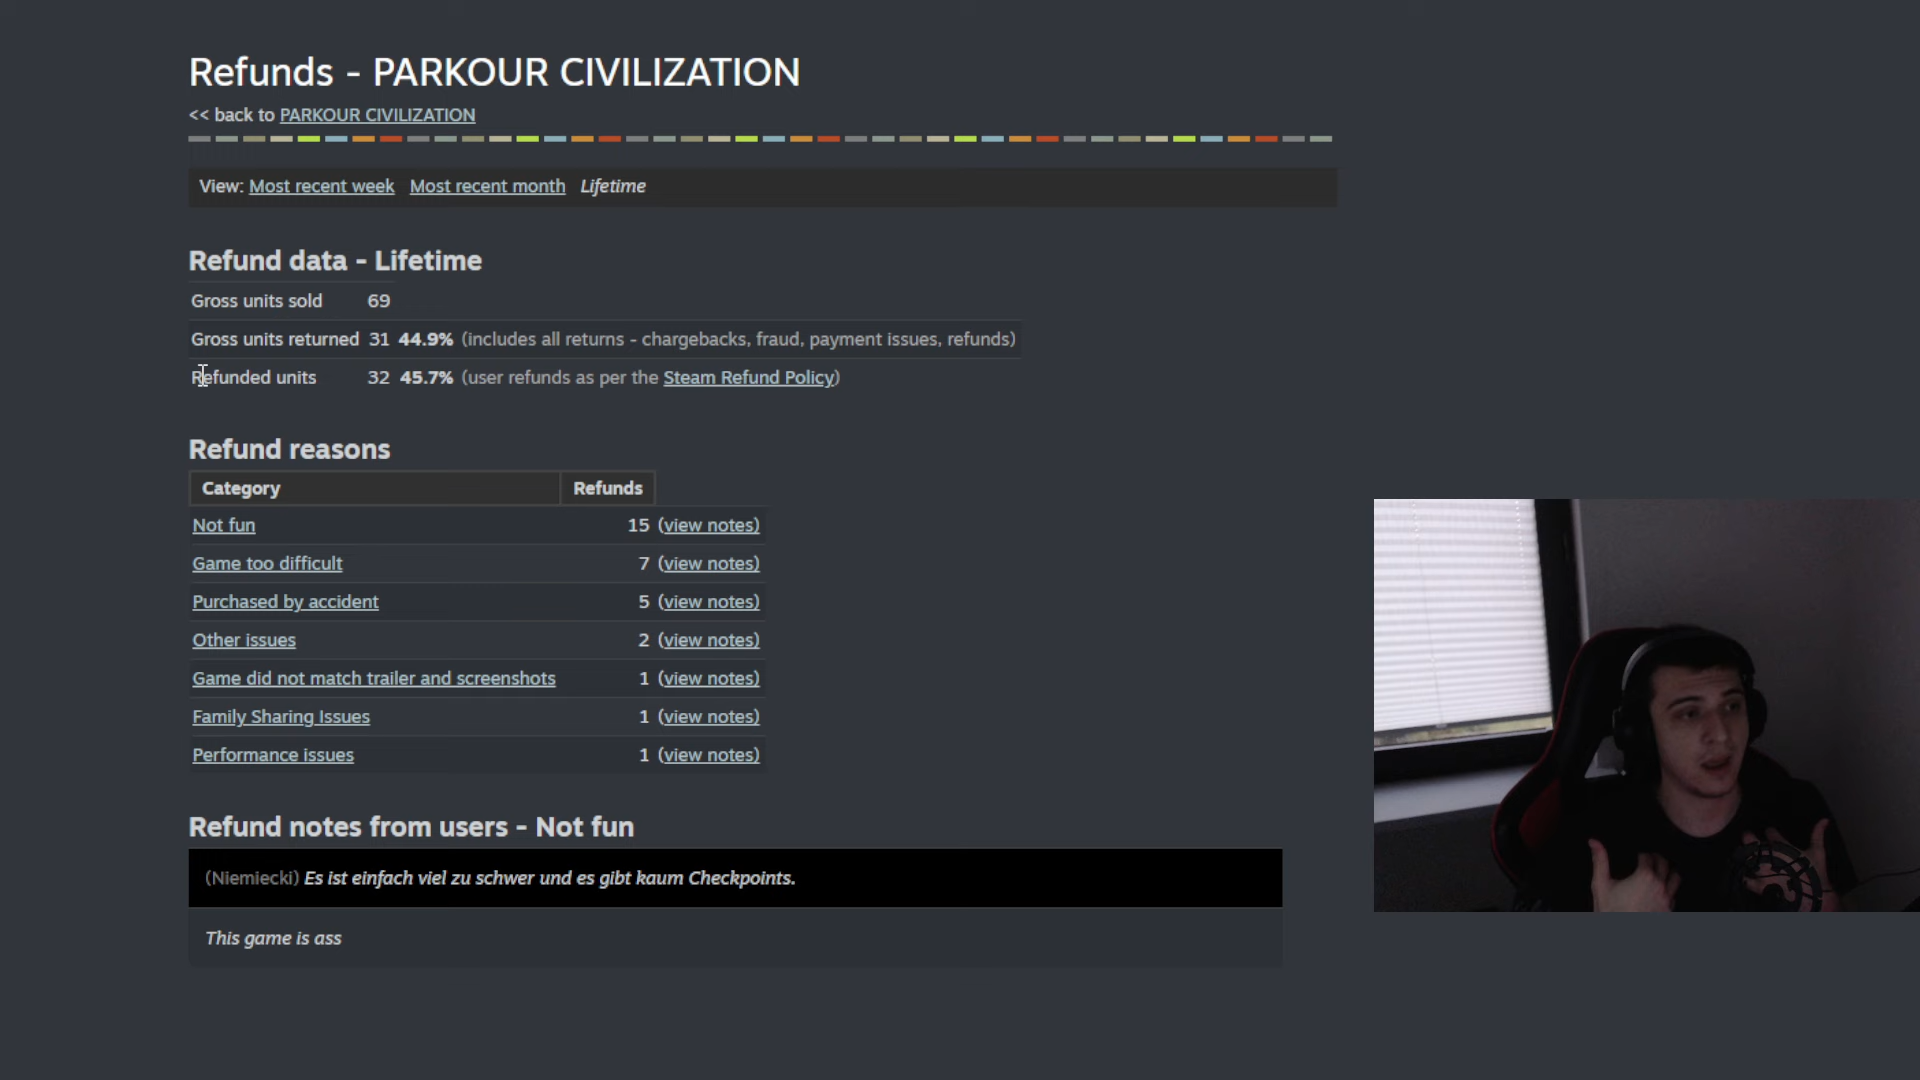 Refunds - PARKOUR CIVILIZATION
<< back to PARKOUR CIVILIZATION
View: Most recent week Most recent month Lifetime
Refund data - Lifetime
Gross units sold 69
Gross units returned 31 44.9% (includes all returns - chargebacks, fraud, payment issues, refunds)
Refunded units 32 45.7% (user refunds as per the Steam Refund Policy)
Refund reasons
Category Refunds
Not fun 15 (view notes)
Game too difficult 7 (view notes)
Purchased by accident 5 (view notes)
Other issues 2 (view notes)
Game did not match trailer and screenshots 1 (view notes)
Family Sharing Issues 1 (view notes)
Performance issues 1 (view notes)
Refund notes from users - Not fun
(Niemiecki) Es ist einfach viel zu schwer und es gibt kaum Checkpoints.
This game is ass